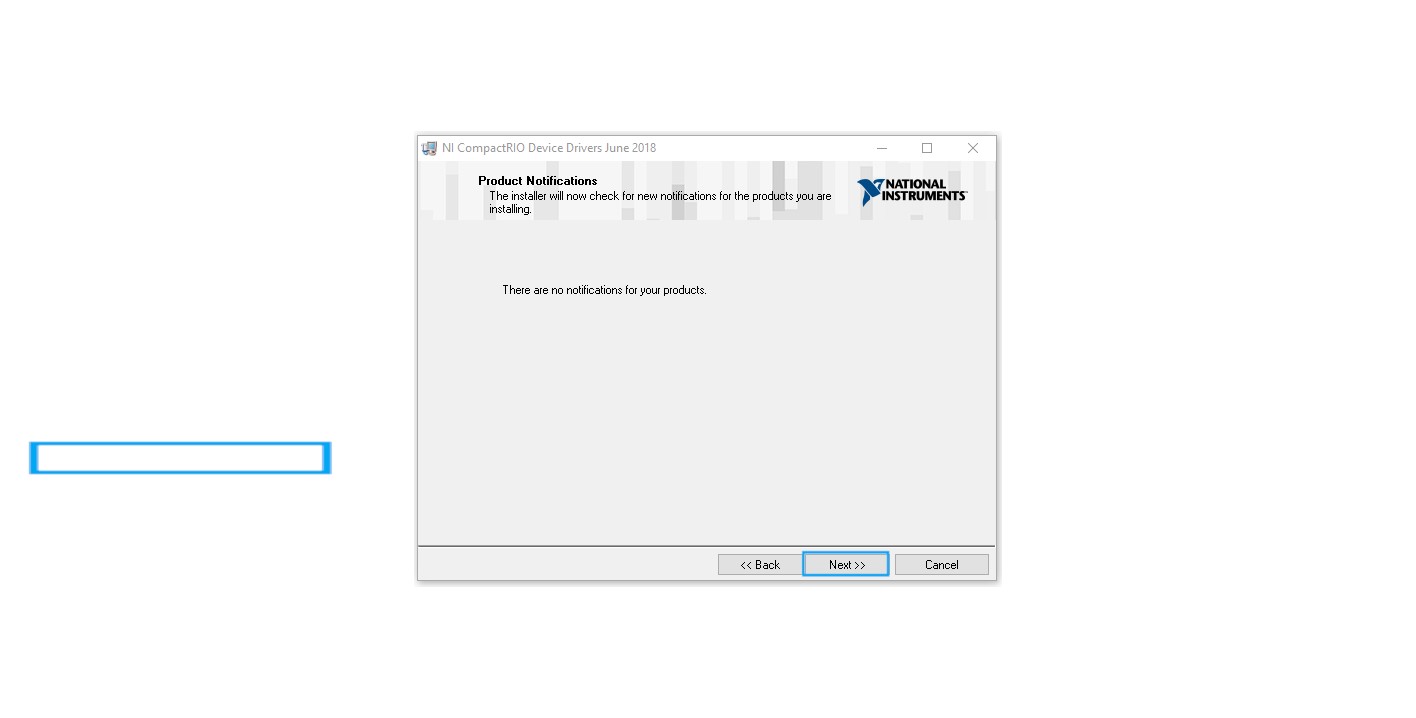 NI CompactRIO Device Drivers June 2018
Product Notifications
The installer will now check for new notifications for the products you are
installing.
NATIONAL
INSTRUMENTS™
There are no notifications for your products.
<< Back
Next >>
Cancel